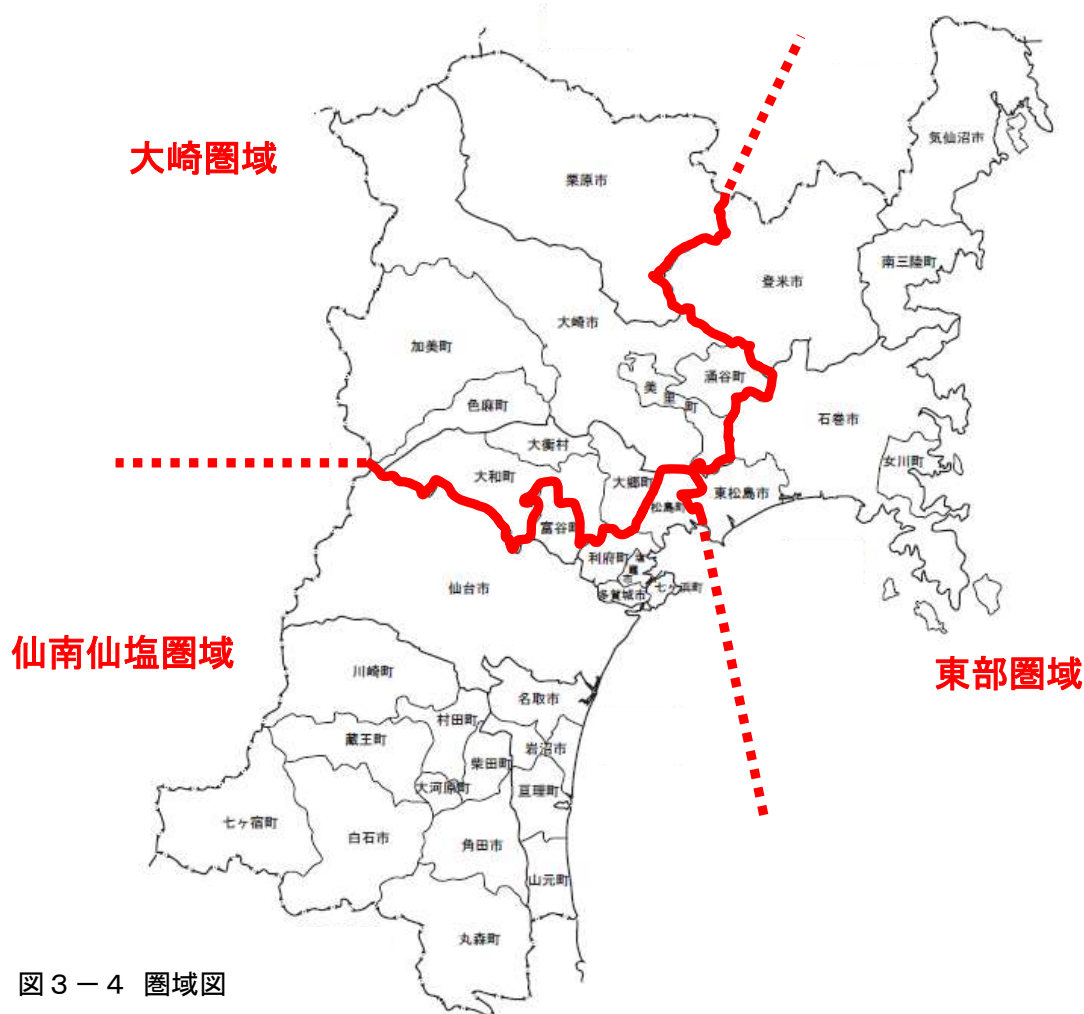 気仙沼市
大崎圏域
栗原市
南三陸町
登米市
大崎市
加美町
涌谷町
美里町
色麻町
石巻市
大衡村
女川町
大和町
大郷町
東松島市
松島町
富谷町
利府町
塩竈市
仙台市
七ヶ浜町
多賀城市
仙南仙塩圏域
東部圏域
川崎町
名取市
村田町
蔵王町
岩沼市
柴田町
大河原町
亘理町
七ヶ宿町
白石市
角田市
山元町
丸森町
図3-4 圏域図